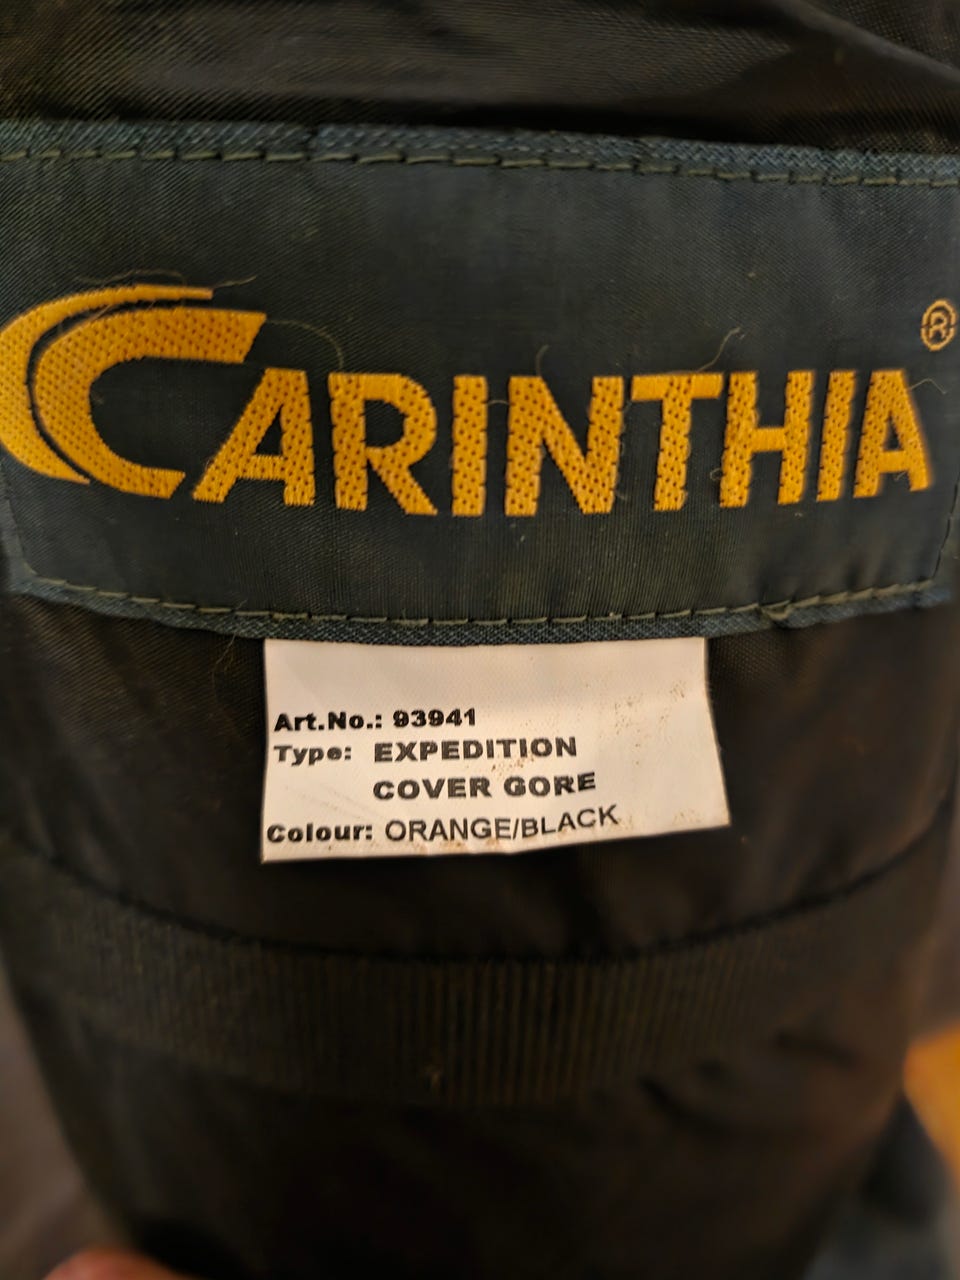 CARINTHIA®
Art.No.: 93941
Type: EXPEDITION
COVER GORE
Colour: ORANGE/BLACK